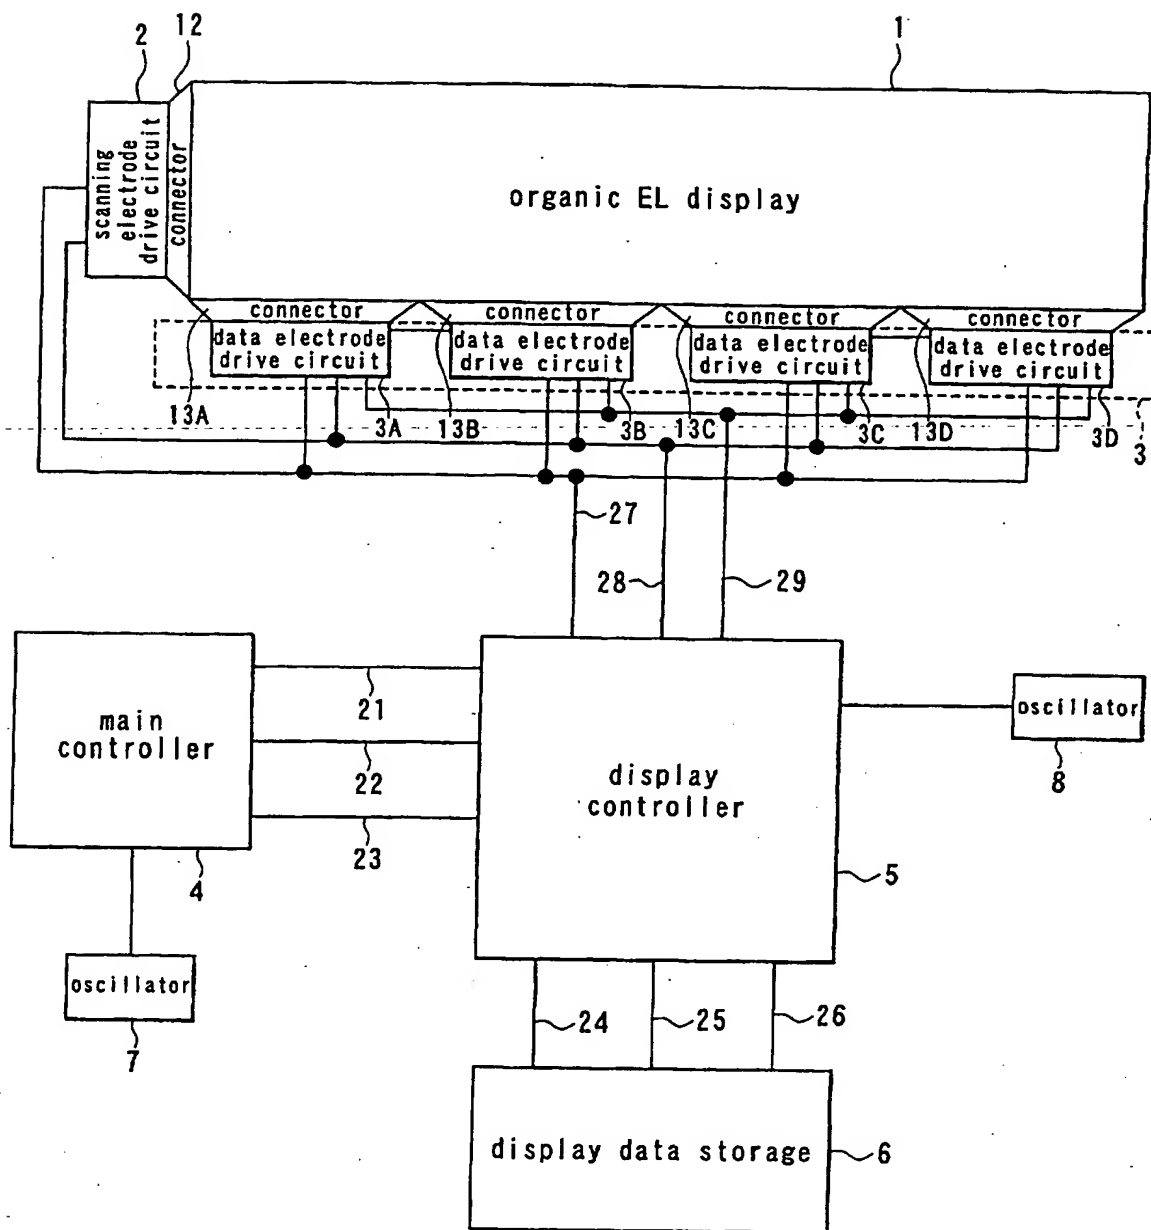 2
12
1
scanning
electrode
drive circuit
connector
organic EL display
connector
connector
connector
connector
data electrode
drive circuit
data electrode
drive circuit
data electrode
drive circuit
data electrode
drive circuit
13A
3A
13B
3B
13C
3C
13D
3D
3
27
28
29
main
controller
21
22
23
display
controller
oscillator
8
4
5
oscillator
7
24
25
26
display data storage
6